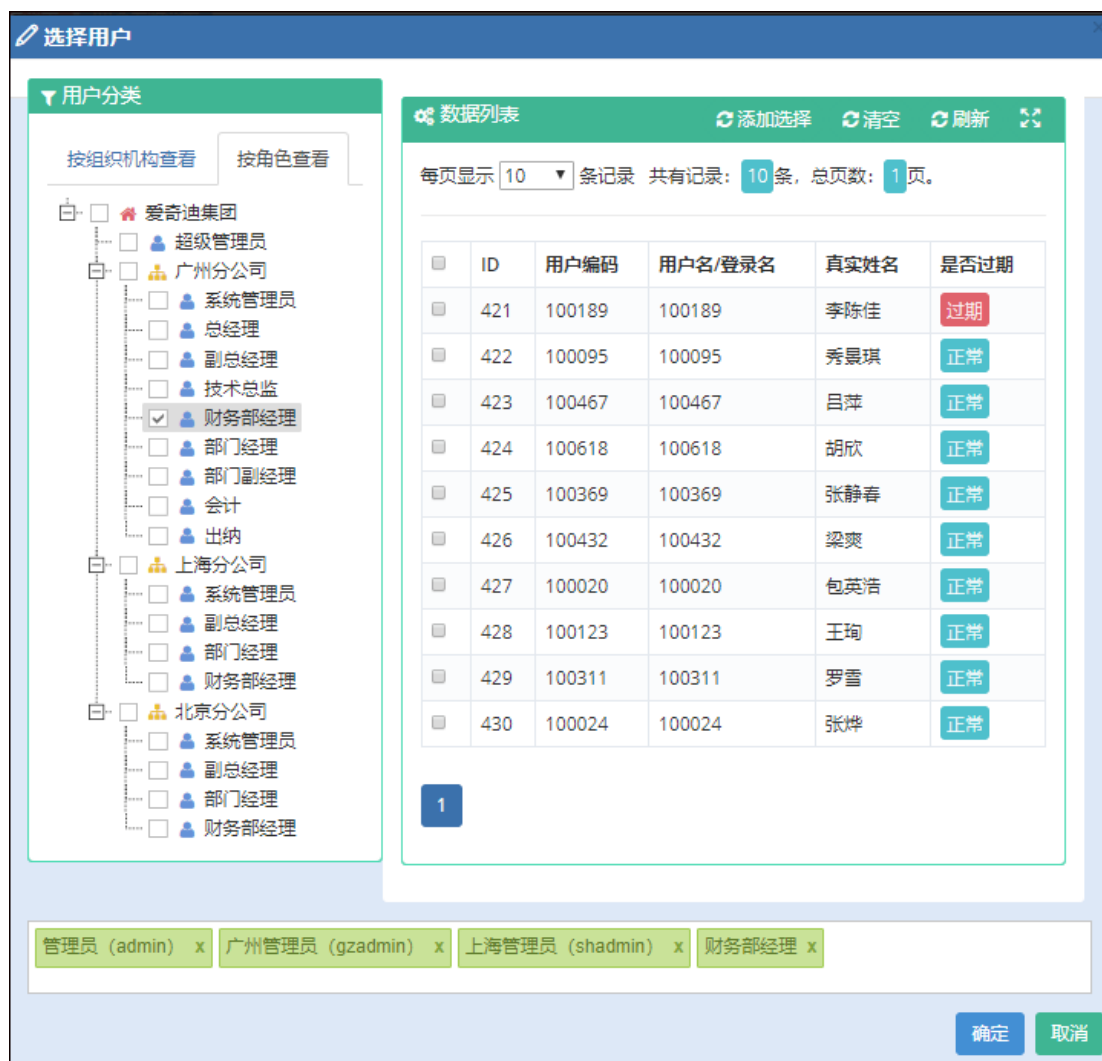 选择用户
用户分类
按组织机构查看 按角色查看
爱奇迪集团
超级管理员
广州分公司
系统管理员
总经理
副总经理
技术总监
财务部经理
部门经理
部门副经理
会计
出纳
上海分公司
系统管理员
副总经理
部门经理
财务部经理
北京分公司
系统管理员
副总经理
部门经理
财务部经理
数据列表 添加选择 清空 刷新
每页显示 10 条记录 共有记录: 10 条, 总页数: 1 页。
ID 用户编码 用户名/登录名 真实姓名 是否过期
421 100189 100189 李陈佳 过期
422 100095 100095 秀景琪 正常
423 100467 100467 吕萍 正常
424 100618 100618 胡欣 正常
425 100369 100369 张静春 正常
426 100432 100432 梁爽 正常
427 100020 100020 包英浩 正常
428 100123 100123 王珣 正常
429 100311 100311 罗雪 正常
430 100024 100024 张烨 正常
1
管理员 (admin) x 广州管理员 (gzadmin) x 上海管理员 (shadmin) x 财务部经理 x
确定 取消